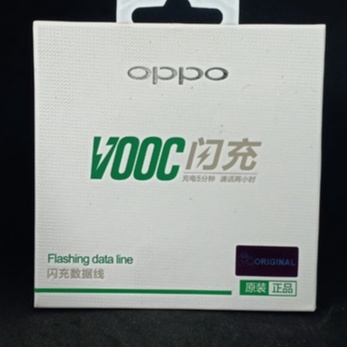 oppo
VOOC闪充
充电5分钟 通话两小时
Flashing data line
闪充数据线
ORIGINAL
原装 正品